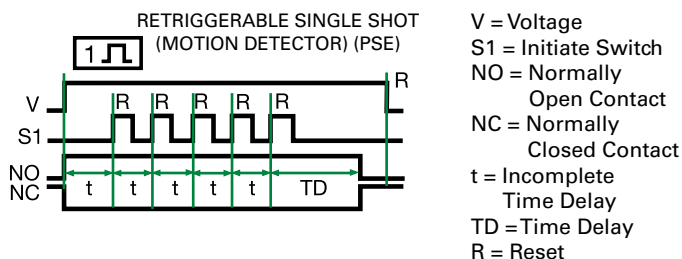 RETRIGGERABLE SINGLE SHOT
(MOTION DETECTOR) (PSE)
1
R
V
R R R R R
S1
NO
NC
t t t t t TD
V = Voltage
S1 = Initiate Switch
NO = Normally
Open Contact
NC = Normally
Closed Contact
t = Incomplete
Time Delay
TD = Time Delay
R = Reset